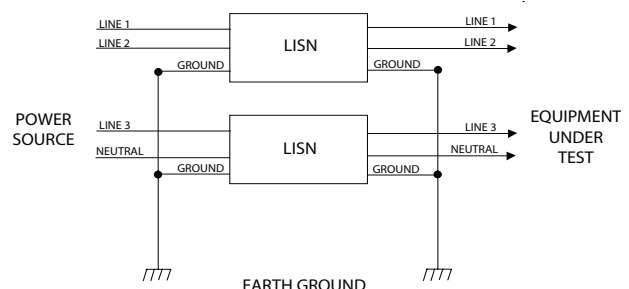 LINE 1
LINE 2
GROUND
LISN
LINE 1
LINE 2
GROUND
POWER
SOURCE
LINE 3
NEUTRAL
GROUND
LISN
LINE 3
NEUTRAL
GROUND
EQUIPMENT
UNDER
TEST
EARTH GROUND